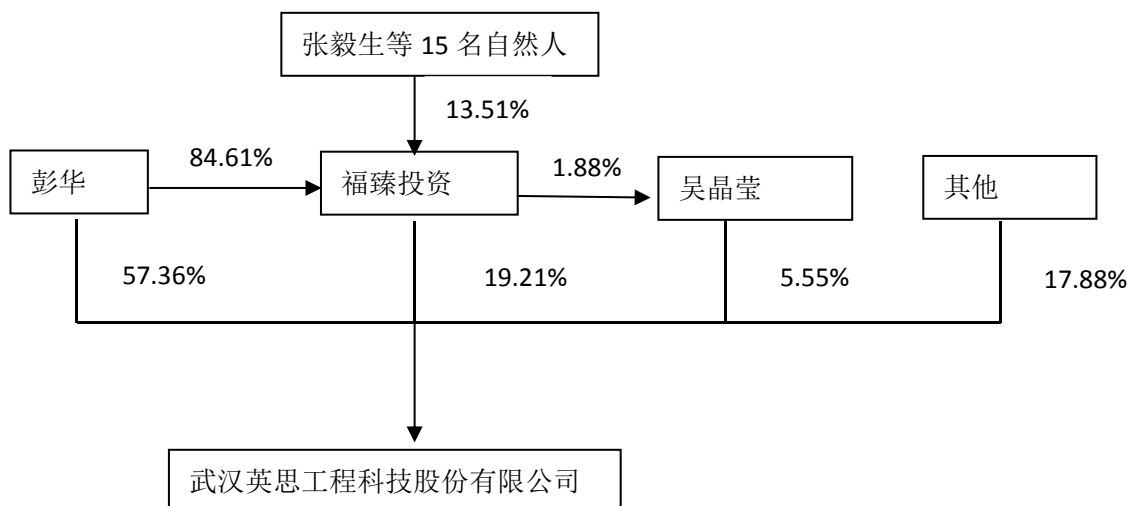 张毅生等 15 名自然人
13.51%
84.61%
1.88%
彭华
福臻投资
吴晶莹
其他
57.36%
19.21%
5.55%
17.88%
武汉英思工程科技股份有限公司